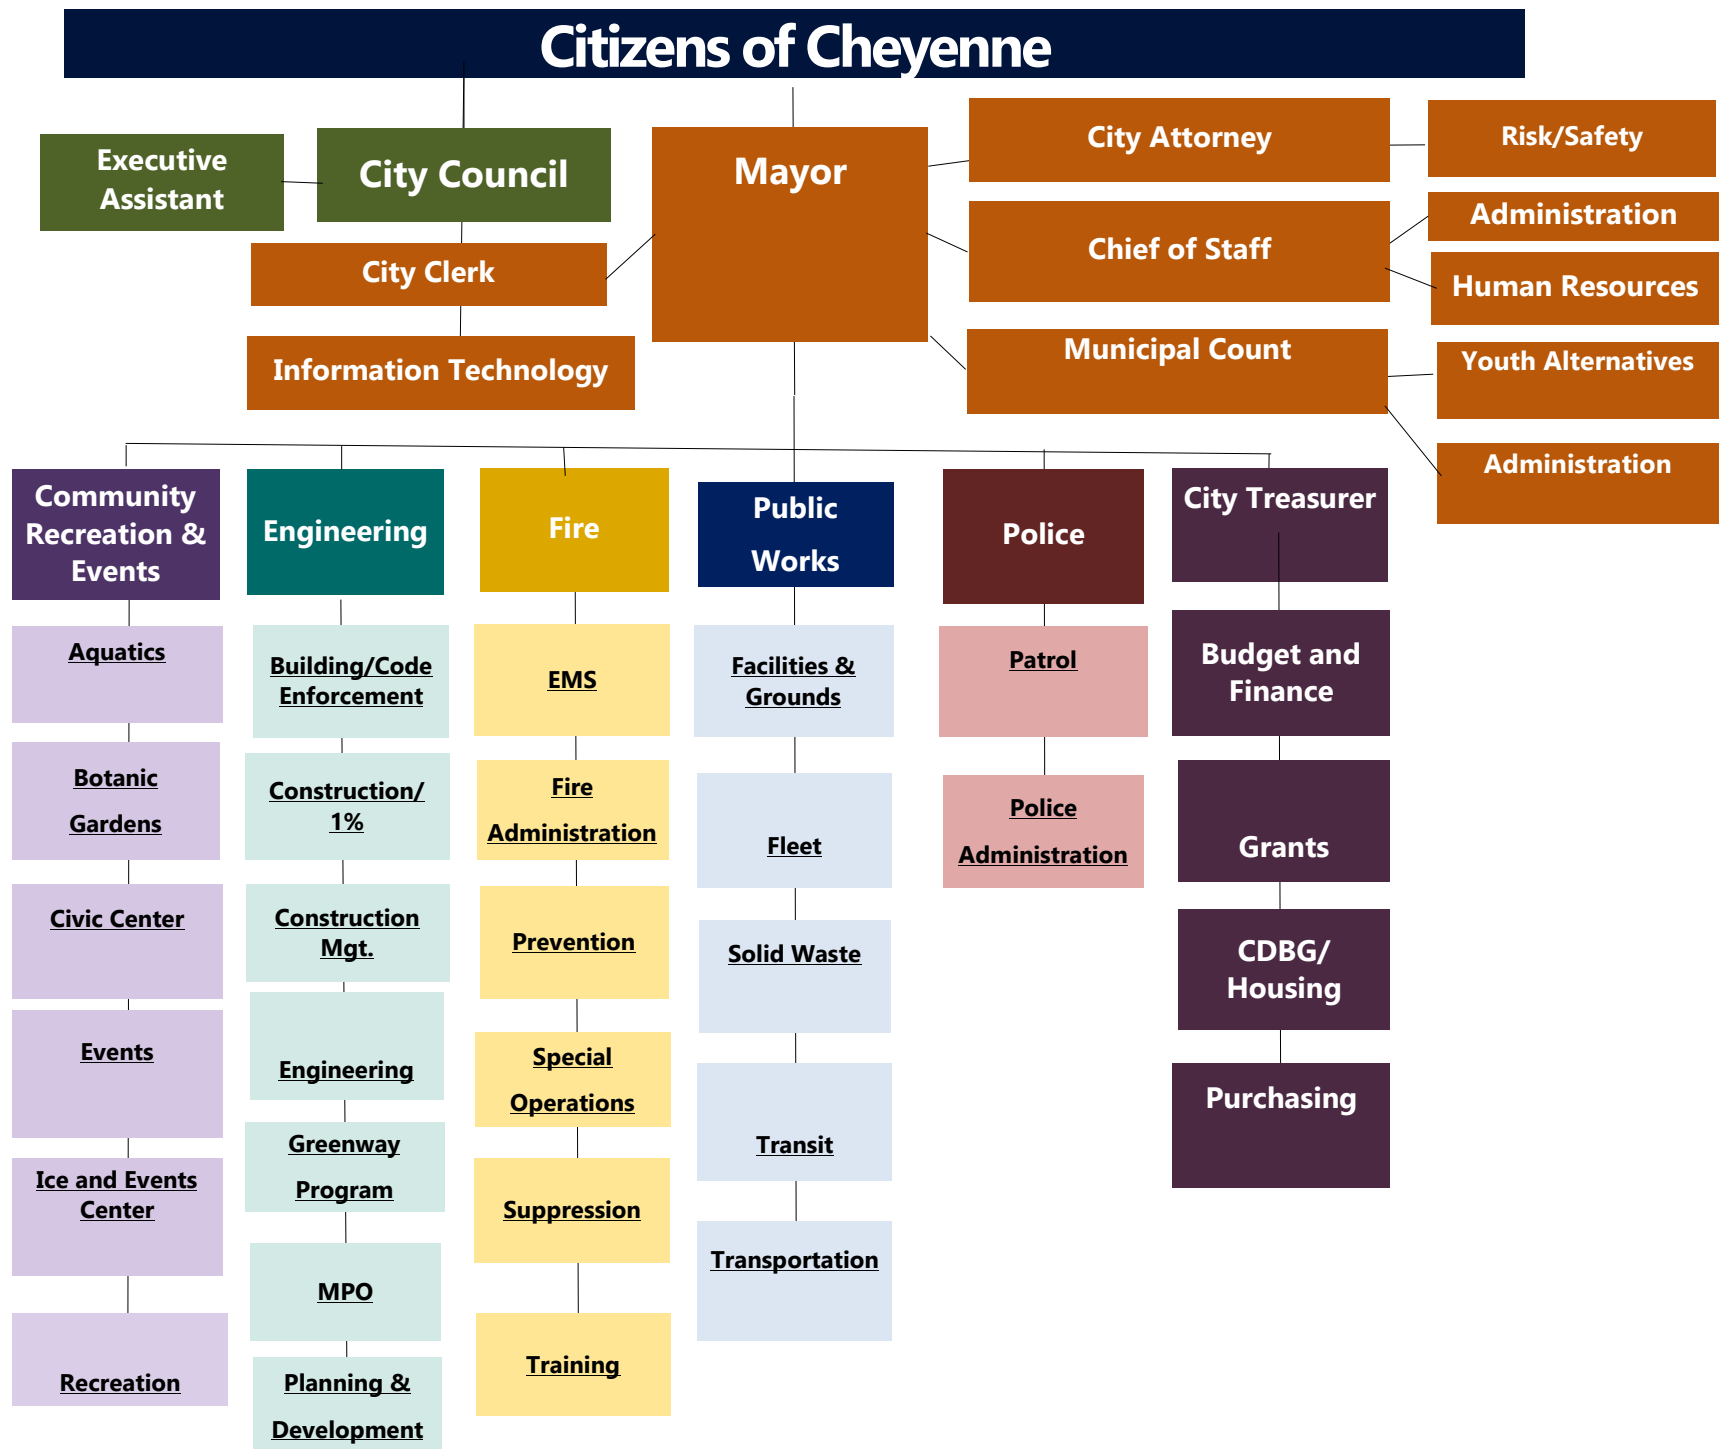 Citizens of Cheyenne
Executive
Assistant
City Council
City Clerk
Information Technology
Mayor
City Attorney
Risk/Safety
Chief of Staff
Administration
Human Resources
Municipal Count
Youth Alternatives
Administration
Community
Recreation &
Events
Aquatics
Botanic
Gardens
Civic Center
Events
Ice and Events
Center
Recreation
Engineering
Building/Code
Enforcement
Construction/
1%
Construction
Mgt.
Engineering
Greenway
Program
MPO
Planning &
Development
Fire
EMS
Fire
Administration
Prevention
Special
Operations
Suppression
Training
Public
Works
Facilities &
Grounds
Fleet
Solid Waste
Transit
Transportation
Police
Patrol
Police
Administration
City Treasurer
Budget and
Finance
Grants
CDBG/
Housing
Purchasing